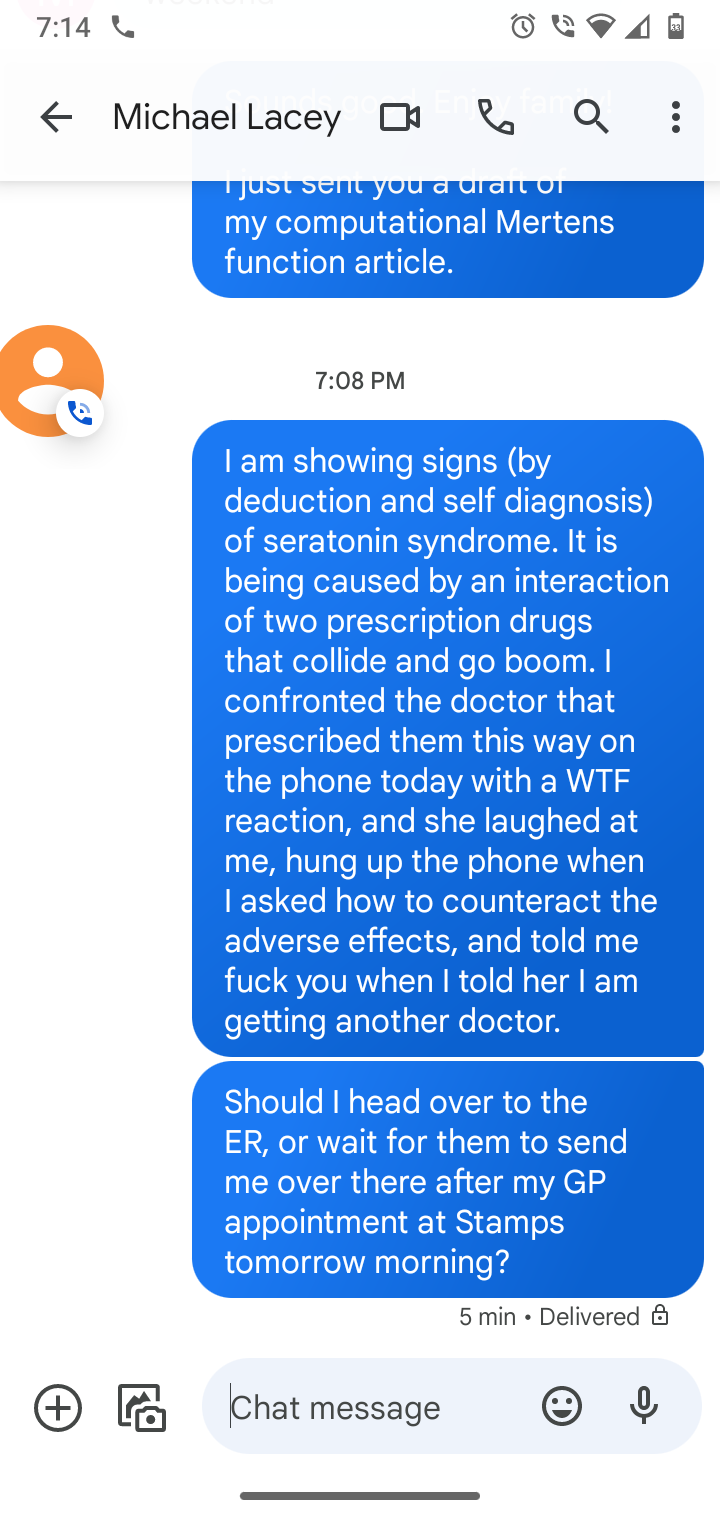 7:14
33
Sounds good. Enjoy family!
Michael Lacey
I just sent you a draft of
my computational Mertens
function article.
7:08 PM
I am showing signs (by
deduction and self diagnosis)
of seratonin syndrome. It is
being caused by an interaction
of two prescription drugs
that collide and go boom. I
confronted the doctor that
prescribed them this way on
the phone today with a WTF
reaction, and she laughed at
me, hung up the phone when
I asked how to counteract the
adverse effects, and told me
fuck you when I told her I am
getting another doctor.
Should I head over to the
ER, or wait for them to send
me over there after my GP
appointment at Stamps
tomorrow morning?
5 min • Delivered
Chat message